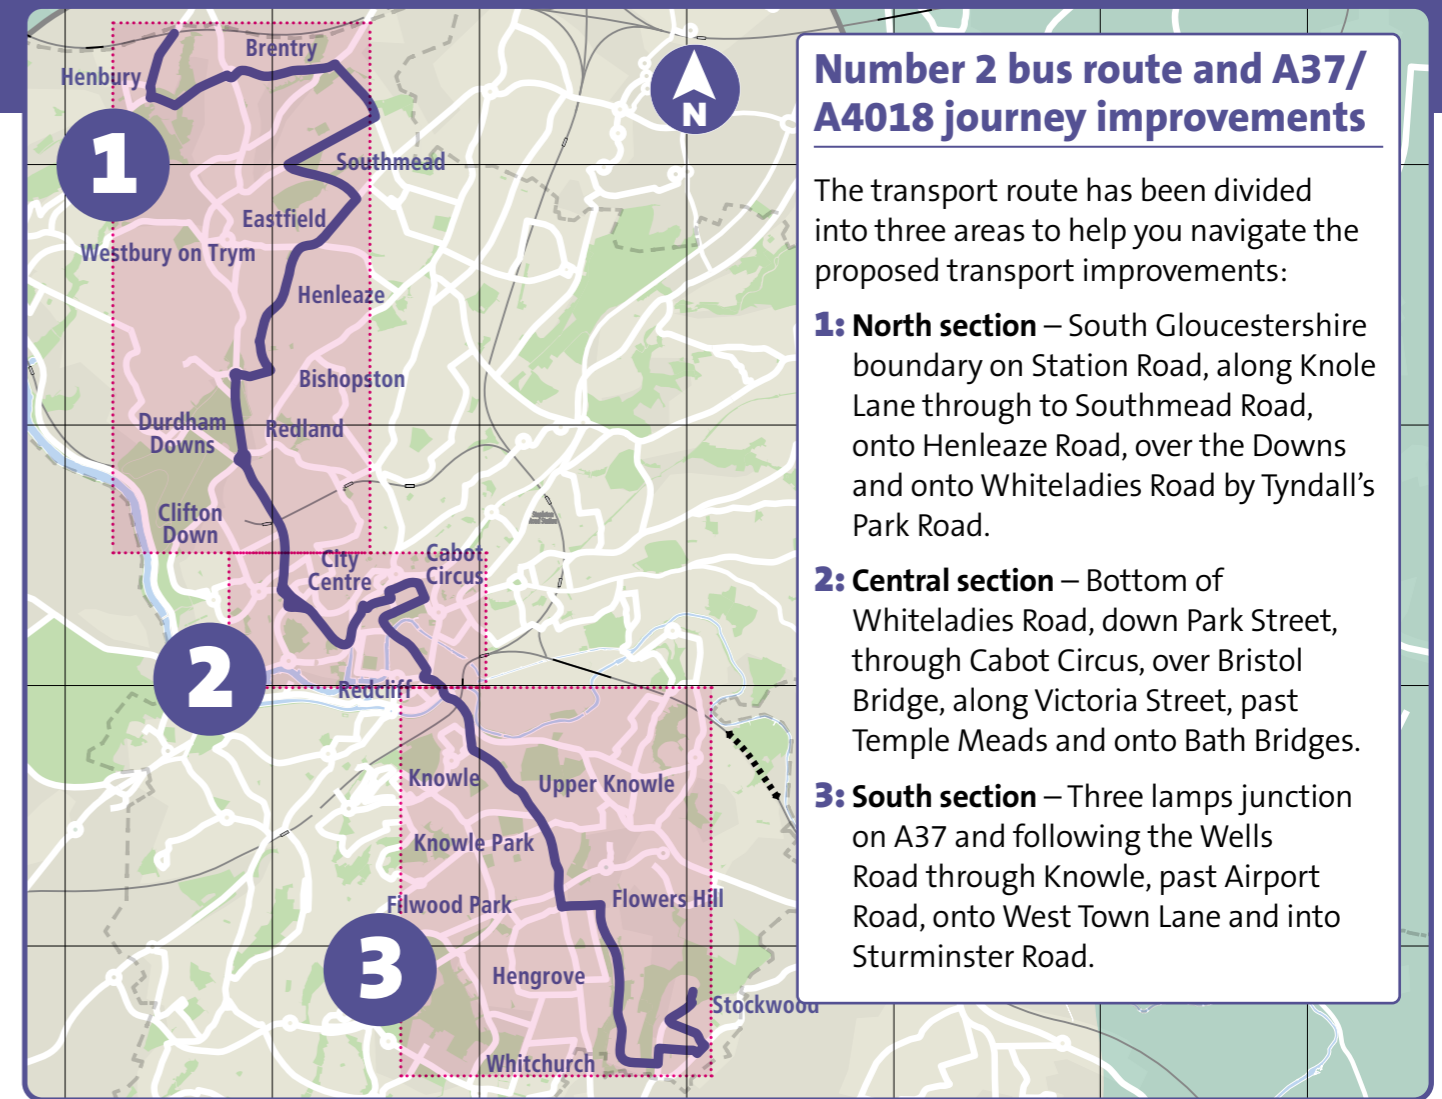 Henbury
Brentry
1
Southmead
Eastfield
Westbury on Trym
Henleaze
Bishopston
Durdham
Downs
Redland
Clifton
Down
City
Centre
Cabot
Circus
2
Redcliff
Knowle
Upper Knowle
Knowle Park
Filwood Park
Flowers Hill
3
Hengrove
Stockwood
Whitchurch
N
Number 2 bus route and A37/
A4018 journey improvements
The transport route has been divided
into three areas to help you navigate the
proposed transport improvements:
1: North section – South Gloucestershire
boundary on Station Road, along Knole
Lane through to Southmead Road,
onto Henleaze Road, over the Downs
and onto Whiteladies Road by Tyndall’s
Park Road.
2: Central section – Bottom of
Whiteladies Road, down Park Street,
through Cabot Circus, over Bristol
Bridge, along Victoria Street, past
Temple Meads and onto Bath Bridges.
3: South section – Three lamps junction
on A37 and following the Wells
Road through Knowle, past Airport
Road, onto West Town Lane and into
Sturminster Road.